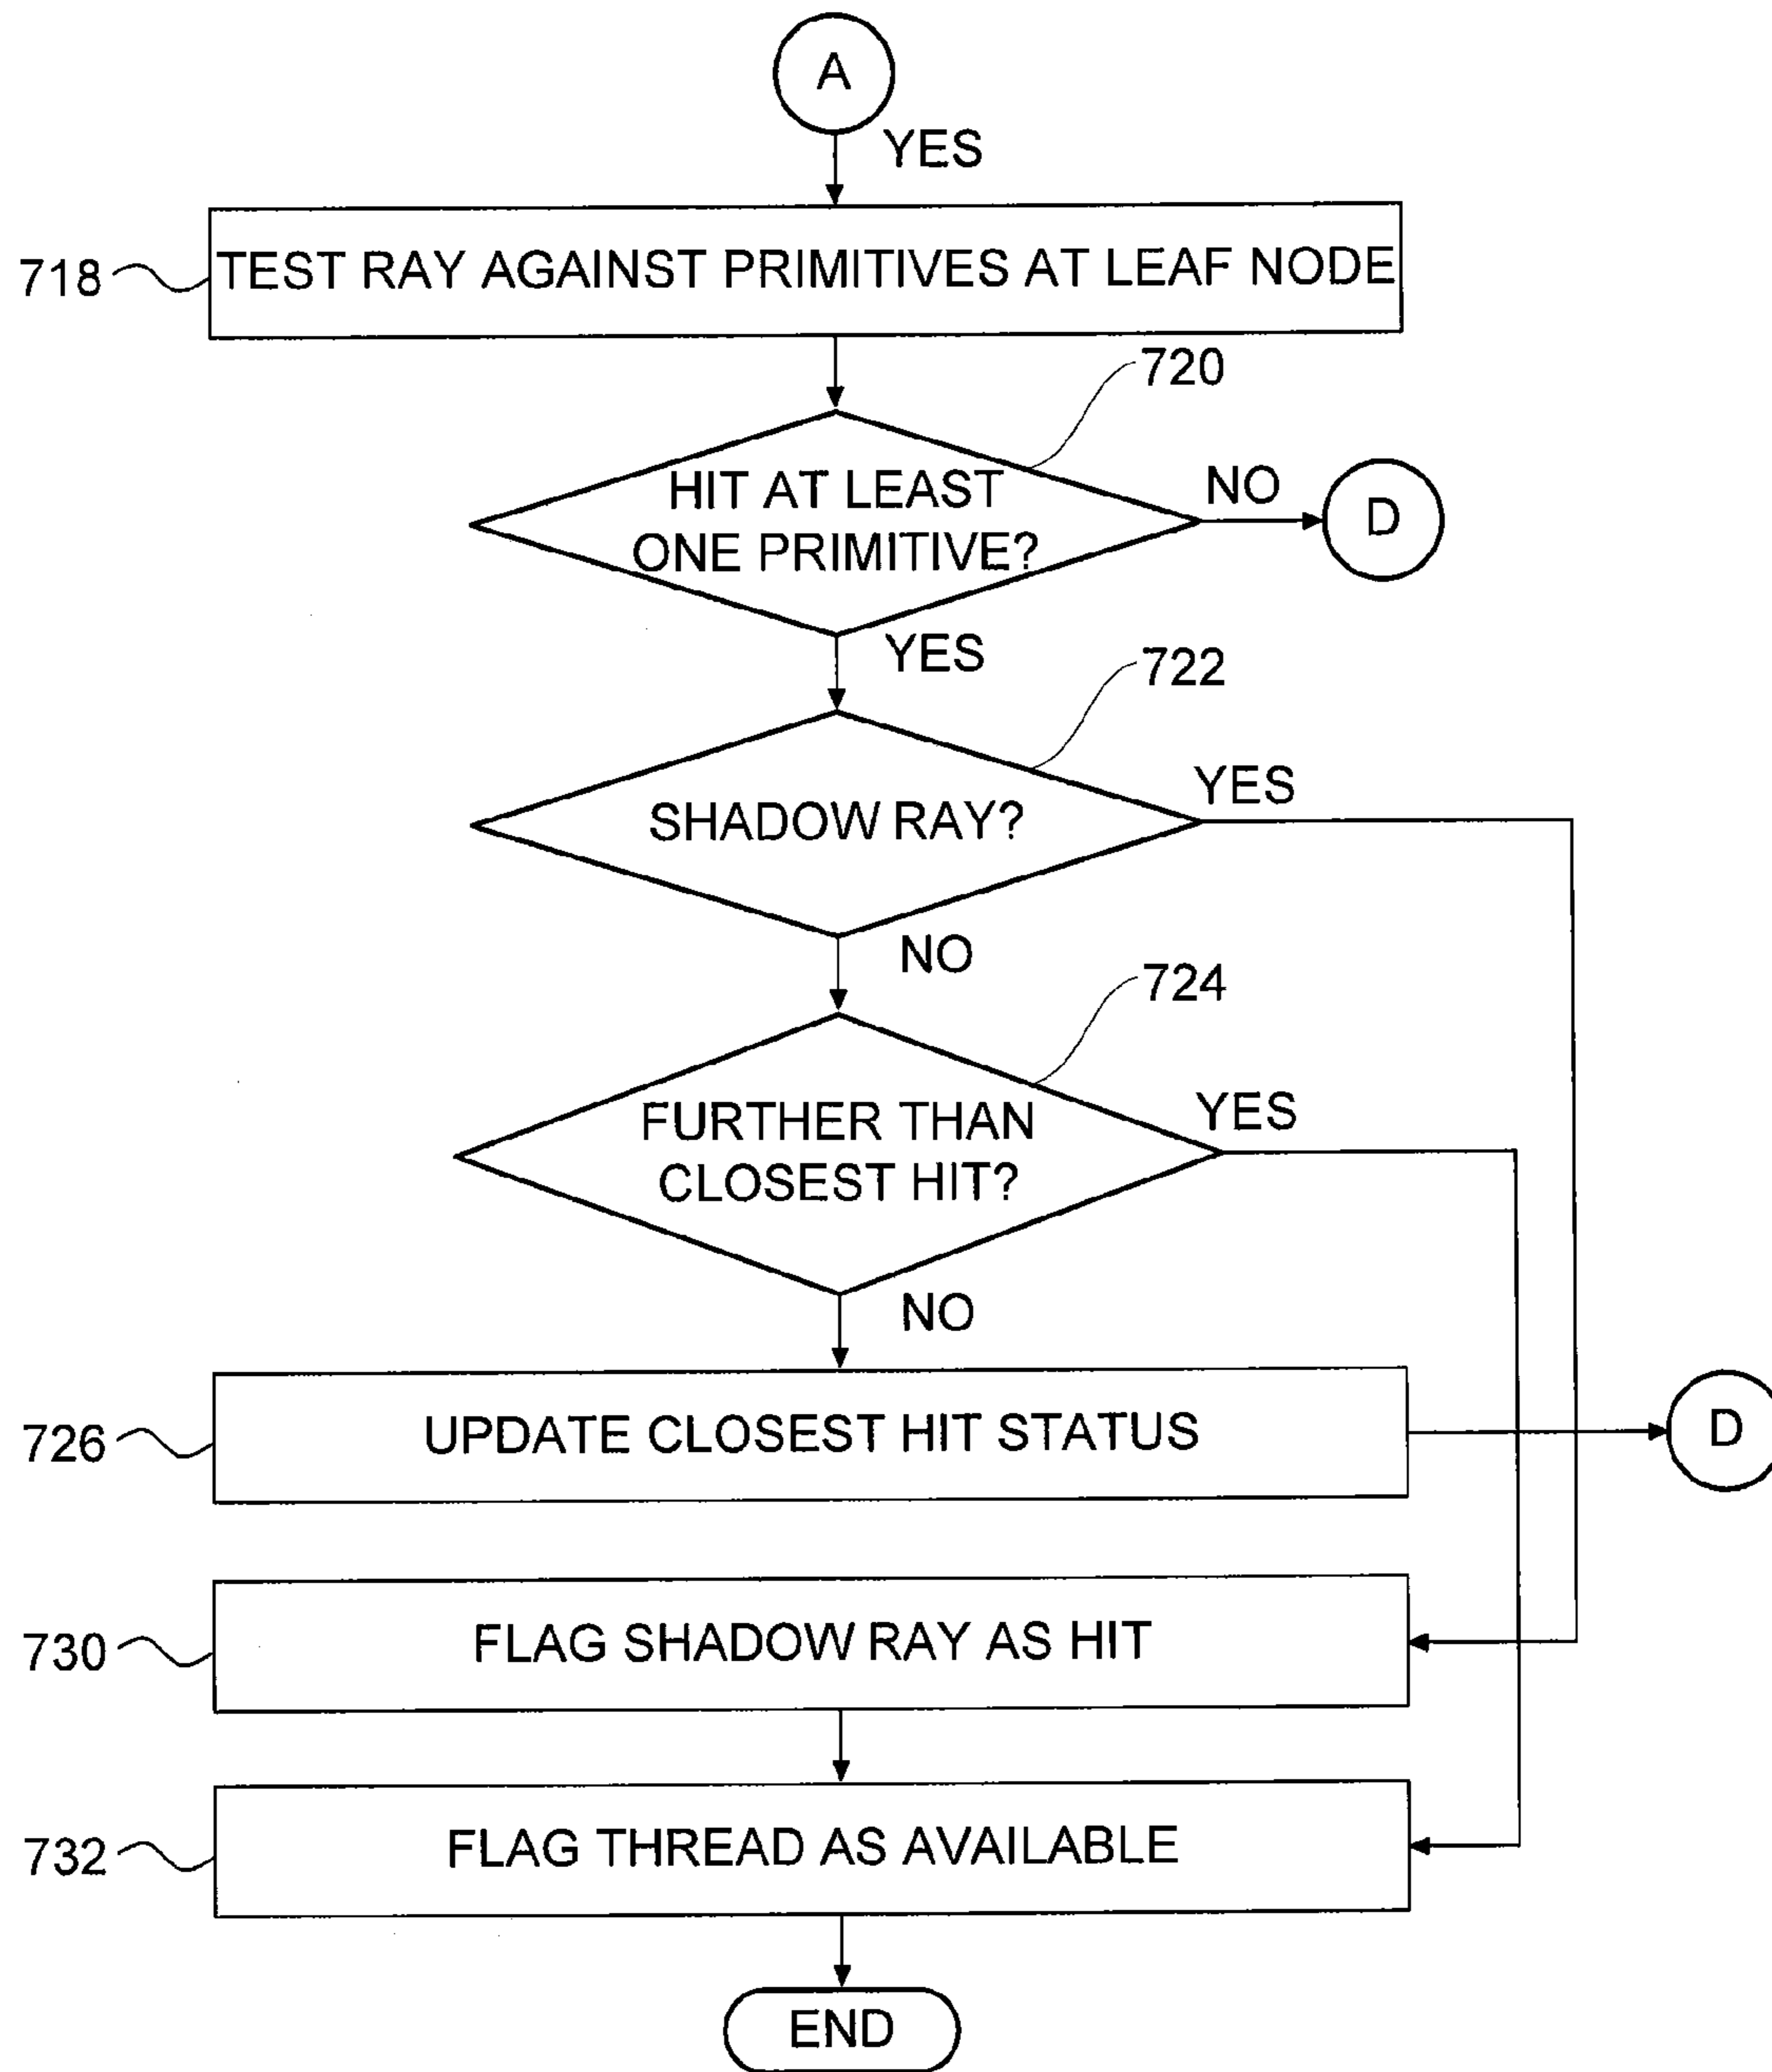 A
YES
718
TEST RAY AGAINST PRIMITIVES AT LEAF NODE
720
HIT AT LEAST
ONE PRIMITIVE?
NO
D
YES
722
SHADOW RAY?
YES
NO
724
FURTHER THAN
CLOSEST HIT?
YES
NO
726
UPDATE CLOSEST HIT STATUS
D
730
FLAG SHADOW RAY AS HIT
732
FLAG THREAD AS AVAILABLE
END